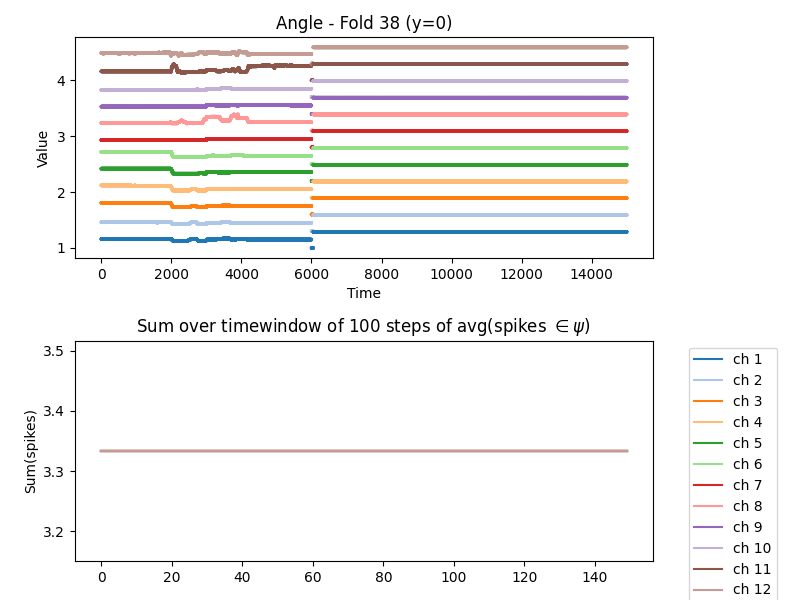 Angle - Fold 38 (y=0)
Value
4
3
2
1
0
2000
4000
6000
8000
10000
12000
14000
Time
Sum over timewindow of 100 steps of avg(spikes ∈ ψ)
Sum(spikes)
3.5
3.4
3.3
3.2
0
20
40
60
80
100
120
140
ch 1
ch 2
ch 3
ch 4
ch 5
ch 6
ch 7
ch 8
ch 9
ch 10
ch 11
ch 12